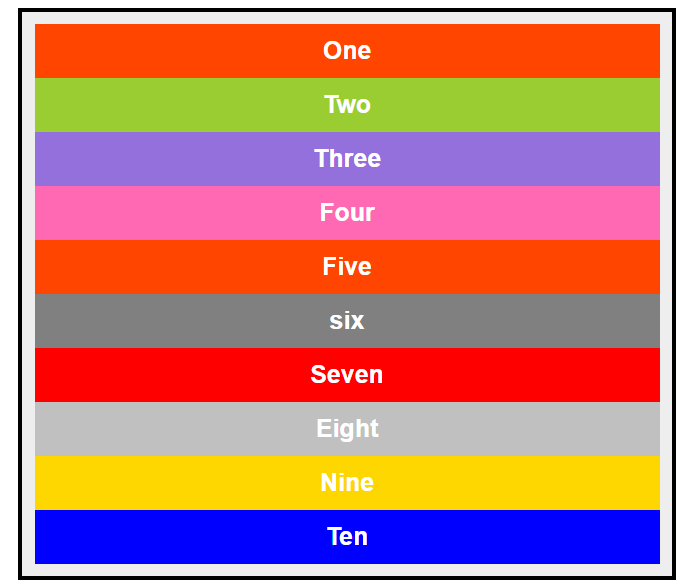 One
Two
Three
Four
Five
six
Seven
Eight
Nine
Ten